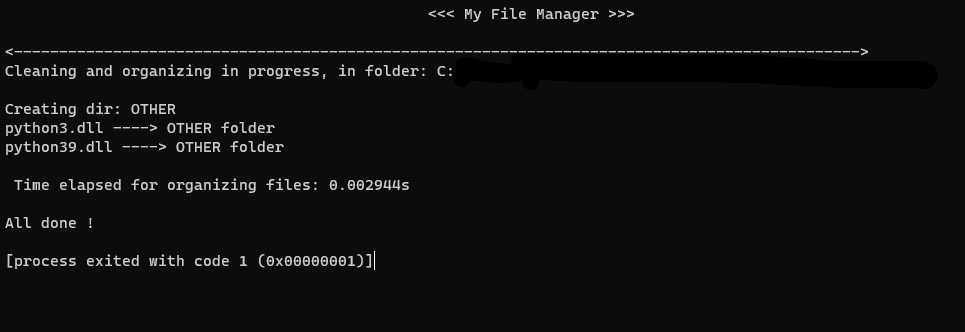 <<< My File Manager >>>
<---------------------------------------------------------------------------------------------->
Cleaning and organizing in progress, in folder: C:
Creating dir: OTHER
python3.dll ----> OTHER folder
python39.dll ----> OTHER folder
Time elapsed for organizing files: 0.002944s
All done !
[process exited with code 1 (0x00000001)]